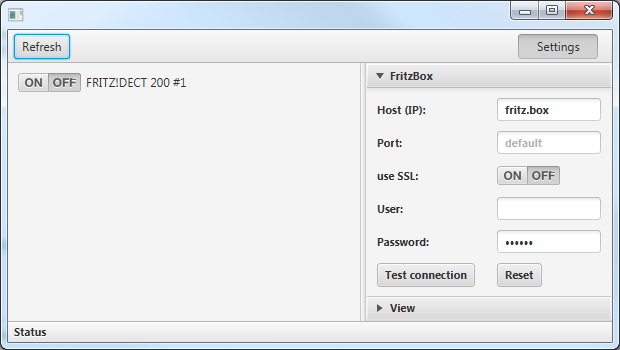 Refresh
Settings
ON OFF FRITZ!DECT 200 #1
FritzBox
Host (IP): fritz.box
Port: default
use SSL: ON OFF
User:
Password: ••••••
Test connection Reset
View
Status